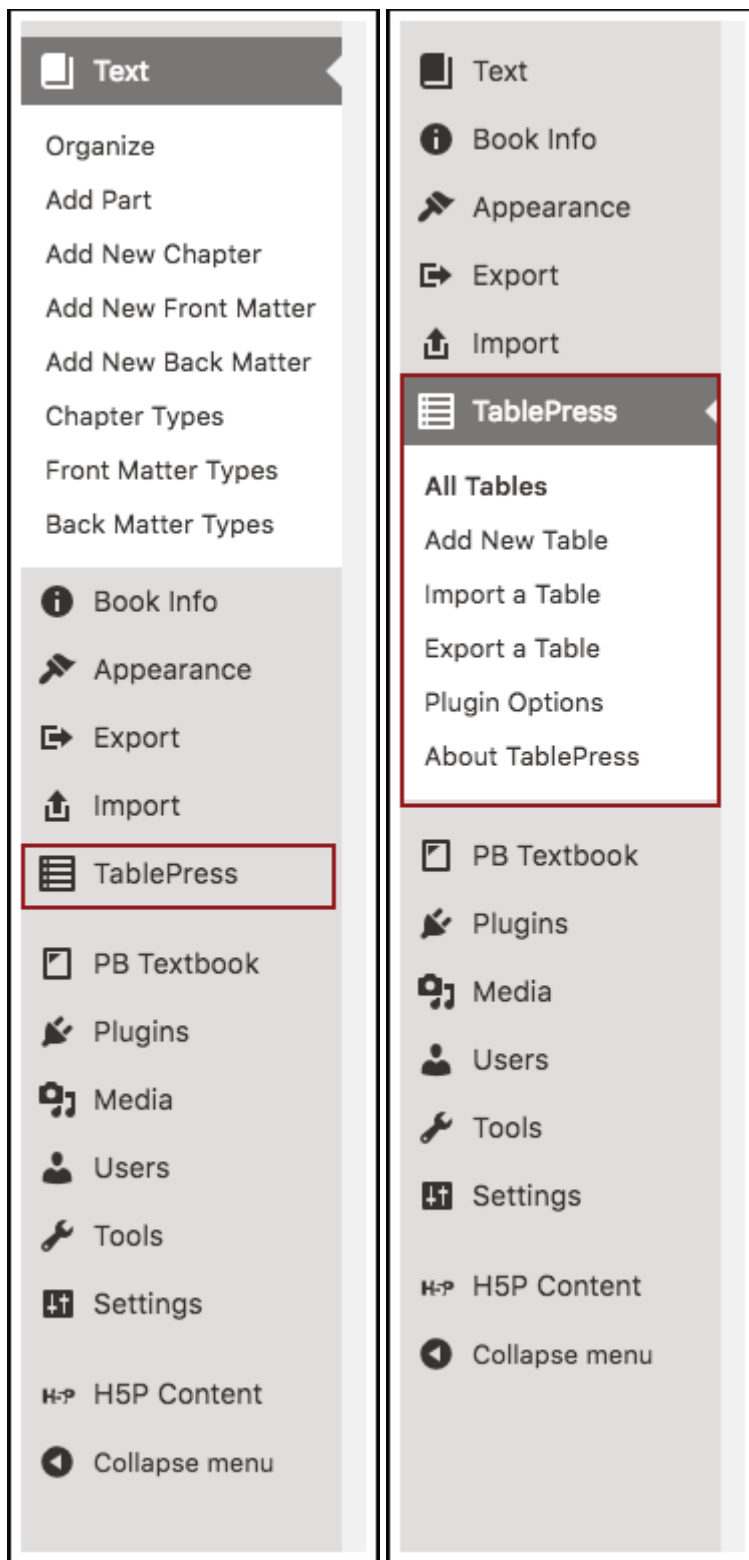 Text
Organize
Add Part
Add New Chapter
Add New Front Matter
Add New Back Matter
Chapter Types
Front Matter Types
Back Matter Types
Book Info
Appearance
Export
Import
TablePress
PB Textbook
Plugins
Media
Users
Tools
Settings
H-P H5P Content
Collapse menu
Text
Book Info
Appearance
Export
Import
TablePress
All Tables
Add New Table
Import a Table
Export a Table
Plugin Options
About TablePress
PB Textbook
Plugins
Media
Users
Tools
Settings
H-P H5P Content
Collapse menu